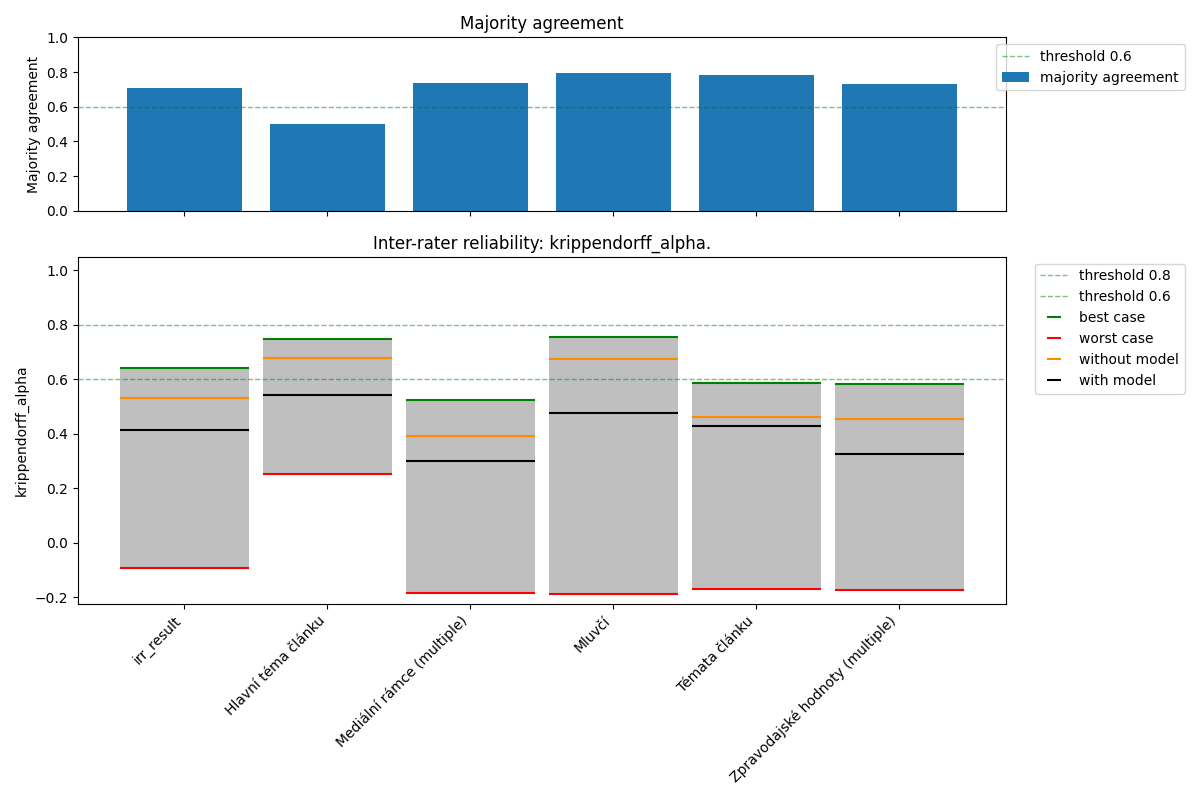 Majority agreement
Majority agreement
1.0
0.8
0.6
0.4
0.2
0.0
threshold 0.6
majority agreement
Inter-rater reliability: krippendorff_alpha.
krippendorff_alpha
1.0
0.8
0.6
0.4
0.2
0.0
−0.2
threshold 0.8
threshold 0.6
best case
worst case
without model
with model
irr_result
Hlavní téma článku
Mediální rámce (multiple)
Mluvčí
Témata článku
Zpravodajské hodnoty (multiple)